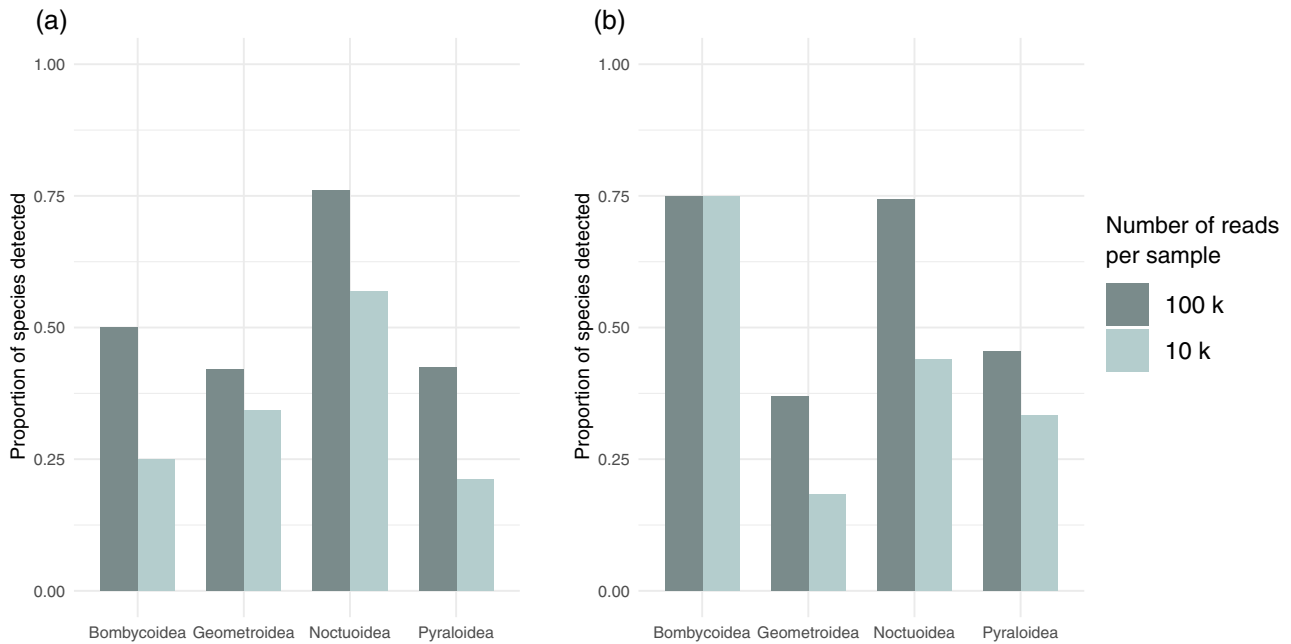 (a)
1.00
0.75
0.50
0.25
0.00
Proportion of species detected
Bombycoidea Geometroidea Noctuoidea Pyraloidea
(b)
1.00
0.75
0.50
0.25
0.00
Proportion of species detected
Bombycoidea Geometroidea Noctuoidea Pyraloidea
Number of reads
per sample
100 k
10 k